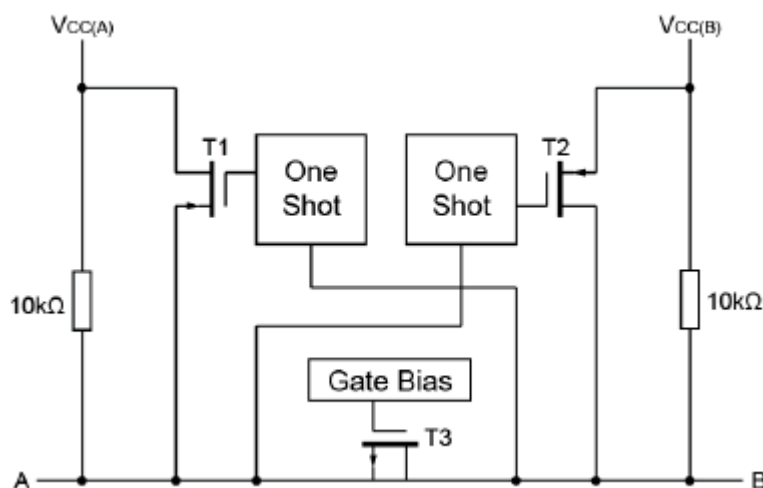 VCC(A)
VCC(B)
T1
One
Shot
One
Shot
T2
10kΩ
10kΩ
Gate Bias
T3
A
B